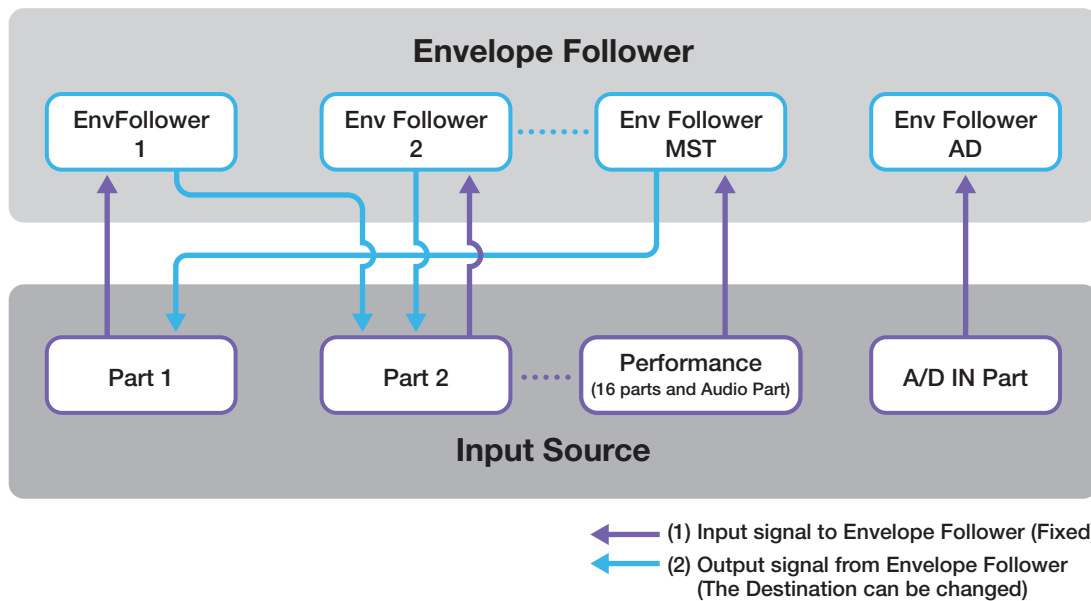 Envelope Follower
EnvFollower
1
Env Follower
2
Env Follower
MST
Env Follower
AD
Part 1
Part 2
Performance
(16 parts and Audio Part)
A/D IN Part
Input Source
(1) Input signal to Envelope Follower (Fixed)
(2) Output signal from Envelope Follower
(The Destination can be changed)